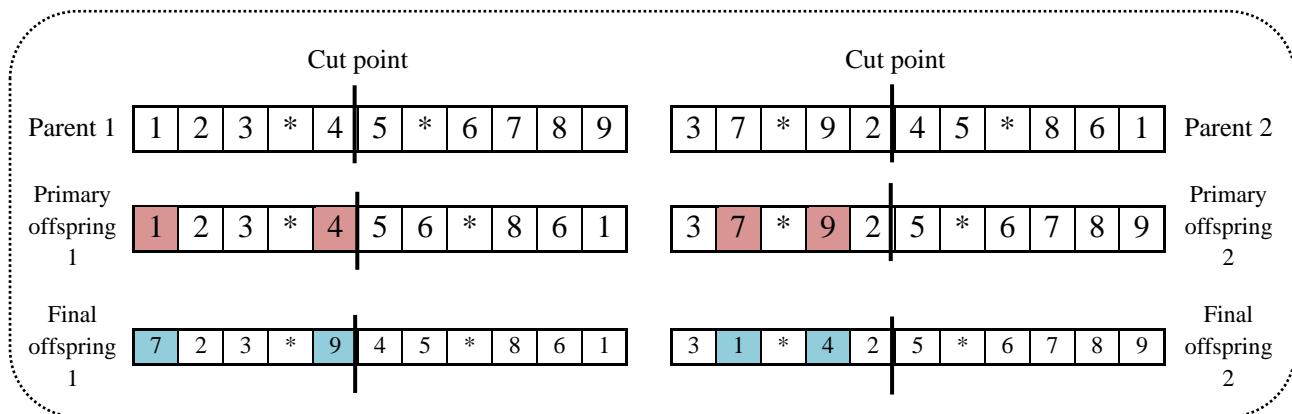 Cut point Cut point
Parent 1 1 2 3 * 4 5 * 6 7 8 9 3 7 * 9 2 4 5 * 8 6 1 Parent 2
Primary
offspring
1
1 2 3 * 4 5 6 * 8 6 1 3 7 * 9 2 5 * 6 7 8 9
Primary
offspring
2
Final
offspring
1
7 2 3 * 9 4 5 * 8 6 1 3 1 * 4 2 5 * 6 7 8 9
Final
offspring
2